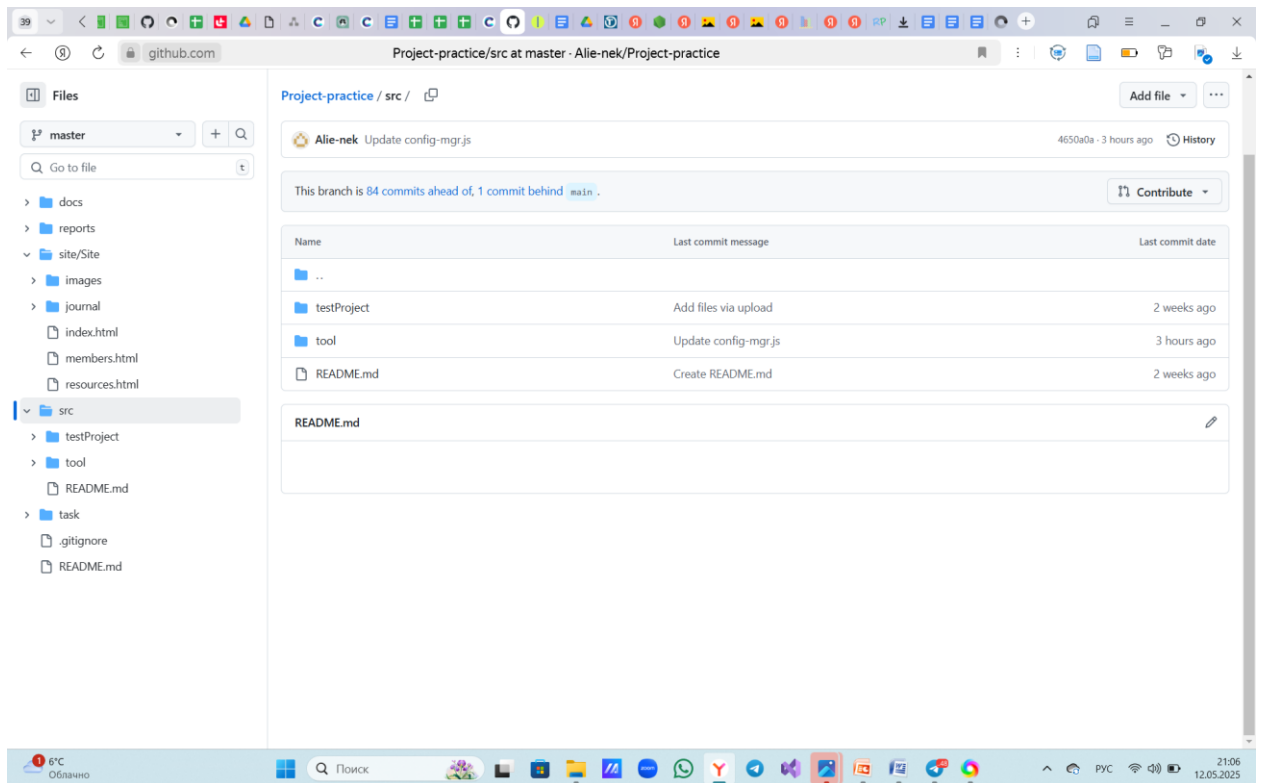 39
github.com Project-practice/src at master · Alie-nek/Project-practice
Files
master
Go to file t
docs
reports
site/Site
images
journal
index.html
members.html
resources.html
src
testProject
tool
README.md
task
.gitignore
README.md
Project-practice / src /
Add file
Alie-nek Update config-mgr.js 4650a0a · 3 hours ago History
This branch is 84 commits ahead of, 1 commit behind main .
Contribute
Name Last commit message Last commit date
..
testProject Add files via upload 2 weeks ago
tool Update config-mgr.js 3 hours ago
README.md Create README.md 2 weeks ago
README.md
1 6°C
Облачно
Поиск
РУС
21:06
12.05.2025